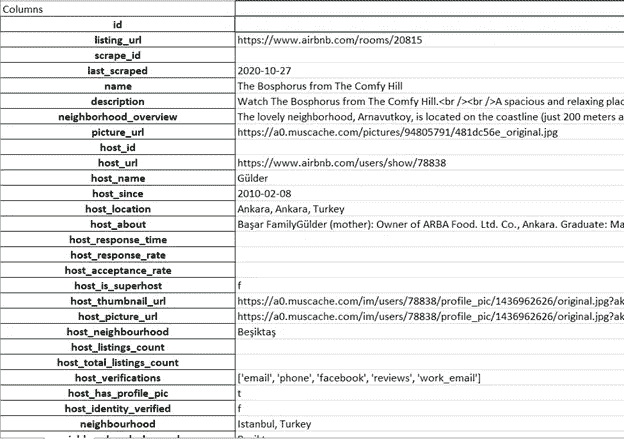 Columns
id
listing_url https://www.airbnb.com/rooms/20815
scrape_id
last_scraped 2020-10-27
name The Bosphorus from The Comfy Hill
description Watch The Bosphorus from The Comfy Hill.<br /><br />A spacious and relaxing plac
neighborhood_overview The lovely neighborhood, Arnavutkoy, is located on the coastline (just 200 meters a
picture_url https://a0.muscache.com/pictures/94805791/481dc56e_original.jpg
host_id
host_url https://www.airbnb.com/users/show/78838
host_name Gülder
host_since 2010-02-08
host_location Ankara, Ankara, Turkey
host_about Başar FamilyGülder (mother): Owner of ARBA Food. Ltd. Co., Ankara. Graduate: Ma
host_response_time
host_response_rate
host_acceptance_rate
host_is_superhost f
host_thumbnail_url https://a0.muscache.com/im/users/78838/profile_pic/1436962626/original.jpg?ak
host_picture_url https://a0.muscache.com/im/users/78838/profile_pic/1436962626/original.jpg?ak
host_neighbourhood Beşiktaş
host_listings_count
host_total_listings_count
host_verifications ['email', 'phone', 'facebook', 'reviews', 'work_email']
host_has_profile_pic t
host_identity_verified f
neighbourhood Istanbul, Turkey